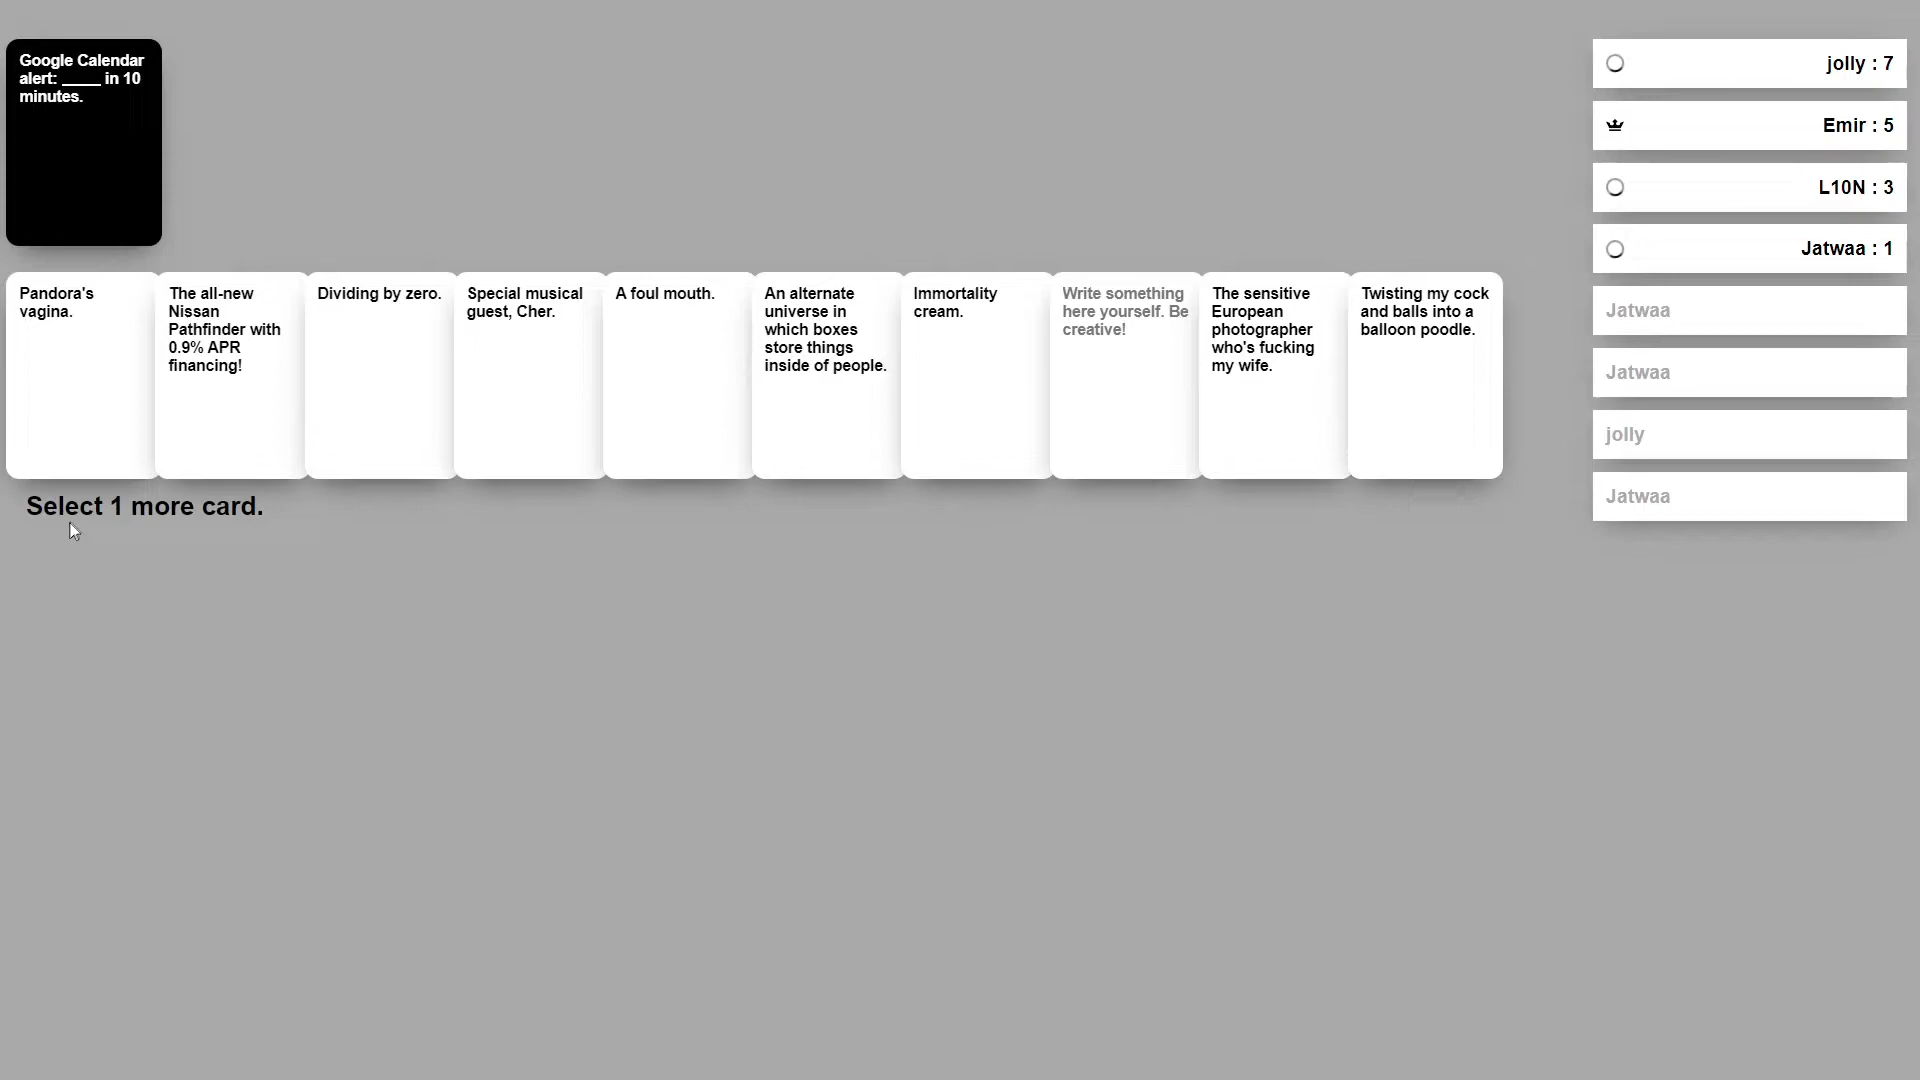 Google Calendar
alert: _____ in 10
minutes.
Pandora's
vagina.
The all-new
Nissan
Pathfinder with
0.9% APR
financing!
Dividing by zero.
Special musical
guest, Cher.
A foul mouth.
An alternate
universe in
which boxes
store things
inside of people.
Immortality
cream.
Write something
here yourself. Be
creative!
The sensitive
European
photographer
who's fucking
my wife.
Twisting my cock
and balls into a
balloon poodle.
Select 1 more card.
jolly : 7
Emir : 5
L10N : 3
Jatwaa : 1
Jatwaa
Jatwaa
jolly
Jatwaa